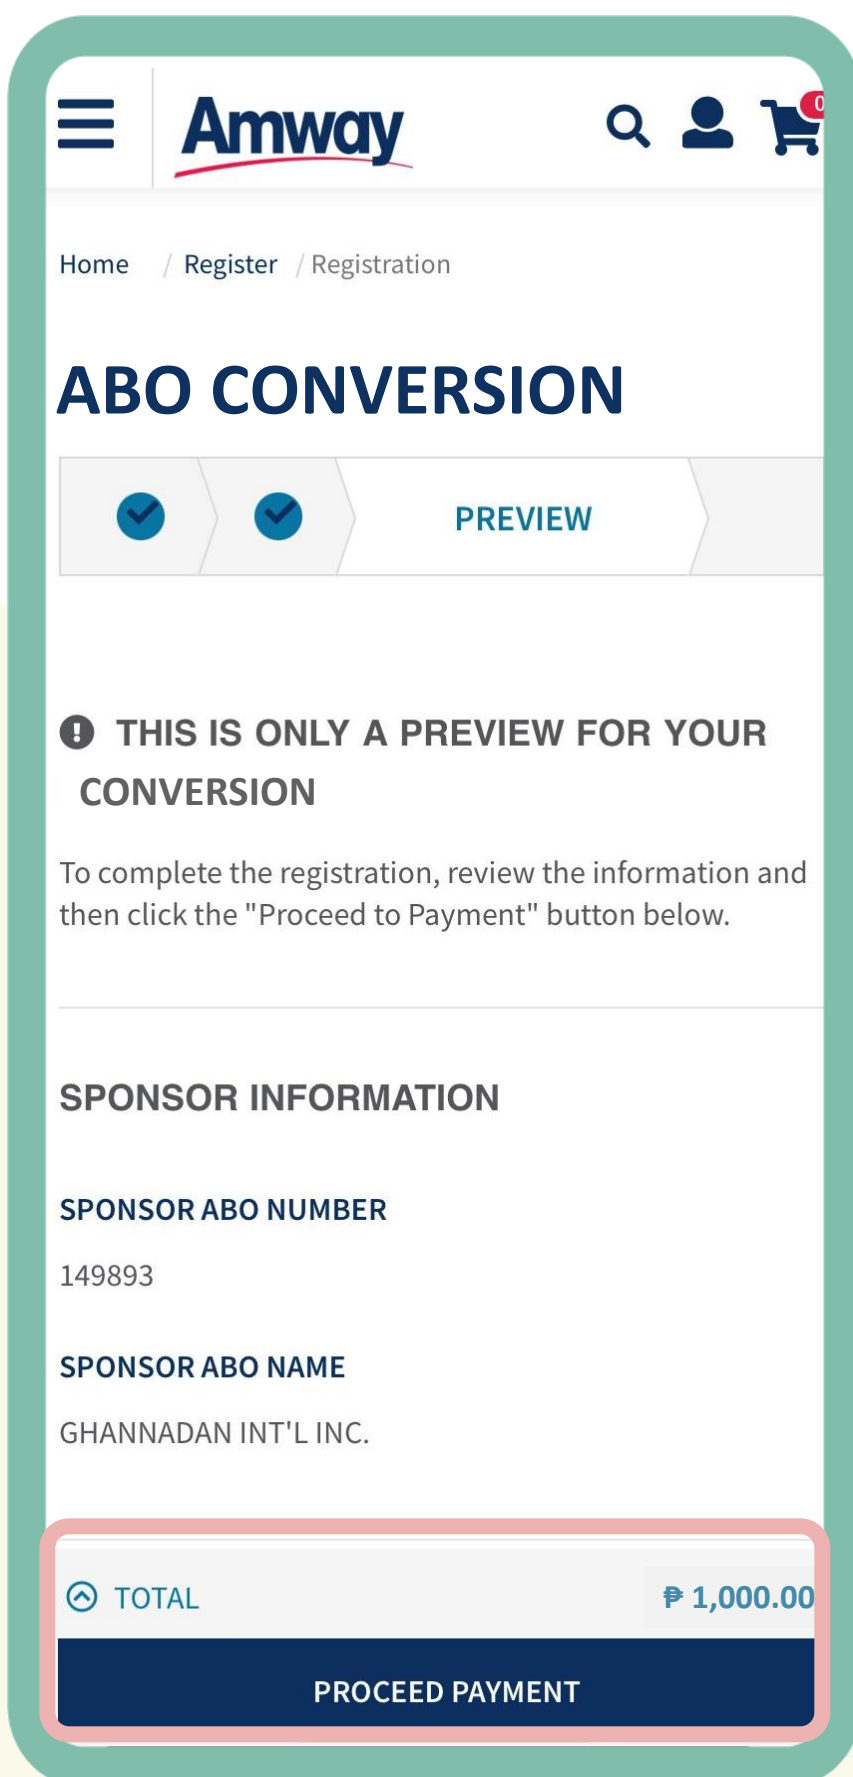 Amway
0
Home / Register / Registration
ABO CONVERSION
PREVIEW
THIS IS ONLY A PREVIEW FOR YOUR
CONVERSION
To complete the registration, review the information and
then click the "Proceed to Payment" button below.
SPONSOR INFORMATION
SPONSOR ABO NUMBER
149893
SPONSOR ABO NAME
GHANNADAN INT'L INC.
TOTAL ₱ 1,000.00
PROCEED PAYMENT